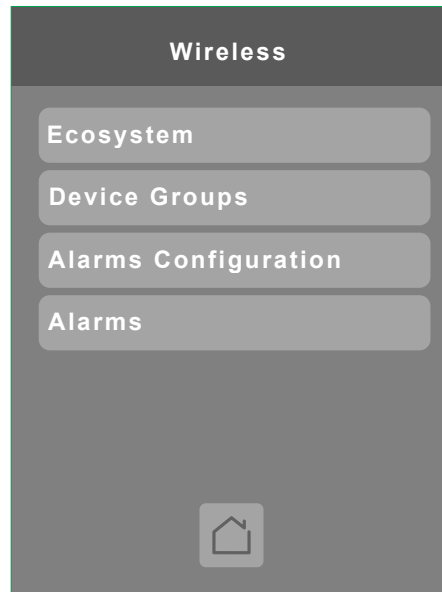 Wireless
Ecosystem
Device Groups
Alarms Configuration
Alarms